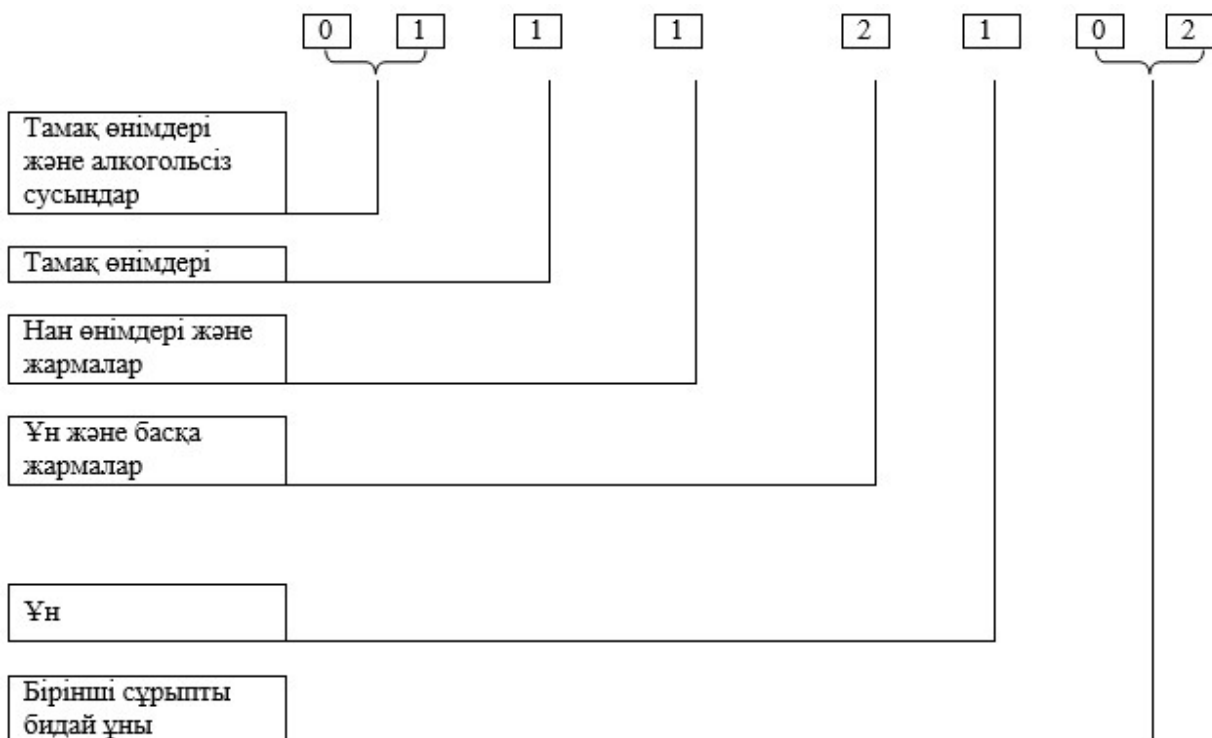 0 1 1 1 2 1 0 2
Тамақ өнімдері
және алкогольсіз
сусындар
Тамақ өнімдері
Нан өнімдері және
жармалар
Ұн және басқа
жармалар
Ұн
Бірінші сұрыпты
бидай ұны